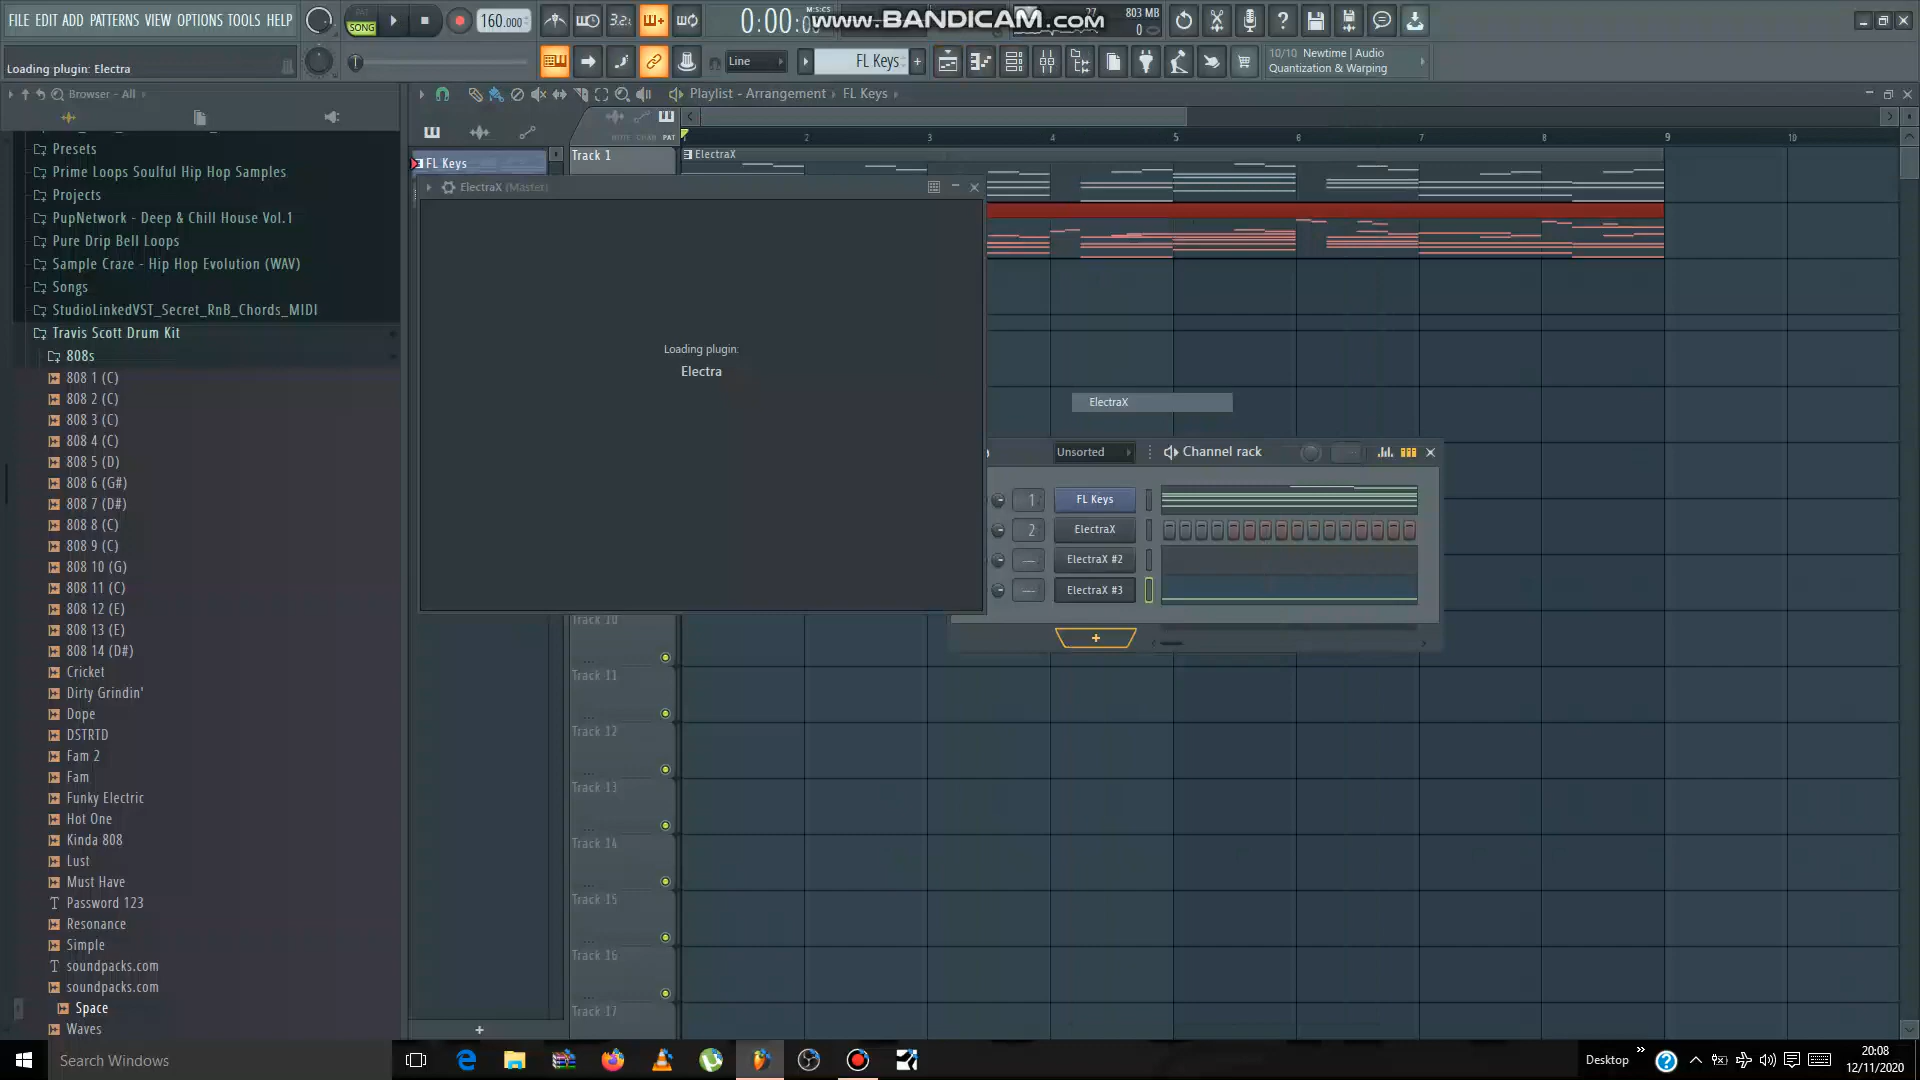 FILE EDIT ADD PATTERNS VIEW OPTIONS TOOLS HELP
PAT
SONG
160.000
3.2
M:S:CS
0:00:00
www.BANDICAM.com
27
803 MB
0
Loading plugin: Electra
Line
FL Keys
10/10 Newtime | Audio
Quantization & Warping
Browser - All
Playlist - Arrangement › FL Keys ›
NOTE CHAN PAT
2 3 4 5 6 7 8 9 10
FL Keys
Track 1
ElectraX
Presets
Prime Loops Soulful Hip Hop Samples
Projects
PupNetwork - Deep & Chill House Vol.1
Pure Drip Bell Loops
Sample Craze - Hip Hop Evolution (WAV)
Songs
StudioLinkedVST_Secret_RnB_Chords_MIDI
Travis Scott Drum Kit
808s
808 1 (C)
808 2 (C)
808 3 (C)
808 4 (C)
808 5 (D)
808 6 (G#)
808 7 (D#)
808 8 (C)
808 9 (C)
808 10 (G)
808 11 (C)
808 12 (E)
808 13 (E)
808 14 (D#)
Cricket
Dirty Grindin'
Dope
DSTRTD
Fam 2
Fam
Funky Electric
Hot One
Kinda 808
Lust
Must Have
Password 123
Resonance
Simple
soundpacks.com
soundpacks.com
Space
Waves
ElectraX (Master)
Loading plugin:
Electra
ElectraX
Unsorted
Channel rack
1 FL Keys
2 ElectraX
--- ElectraX #2
--- ElectraX #3
+
Track 10
Track 11
Track 12
Track 13
Track 14
Track 15
Track 16
Track 17
+
Search Windows
Desktop
20:08
12/11/2020